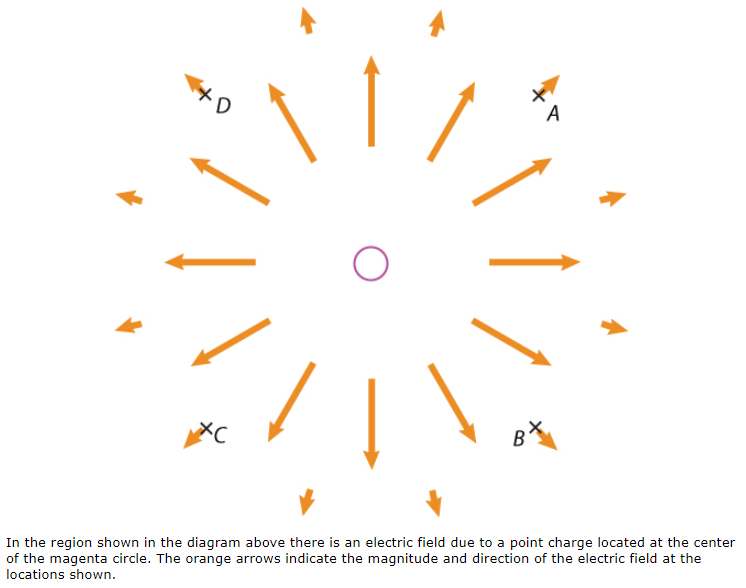 D
A
C
B
In the region shown in the diagram above there is an electric field due to a point charge located at the center
of the magenta circle. The orange arrows indicate the magnitude and direction of the electric field at the
locations shown.